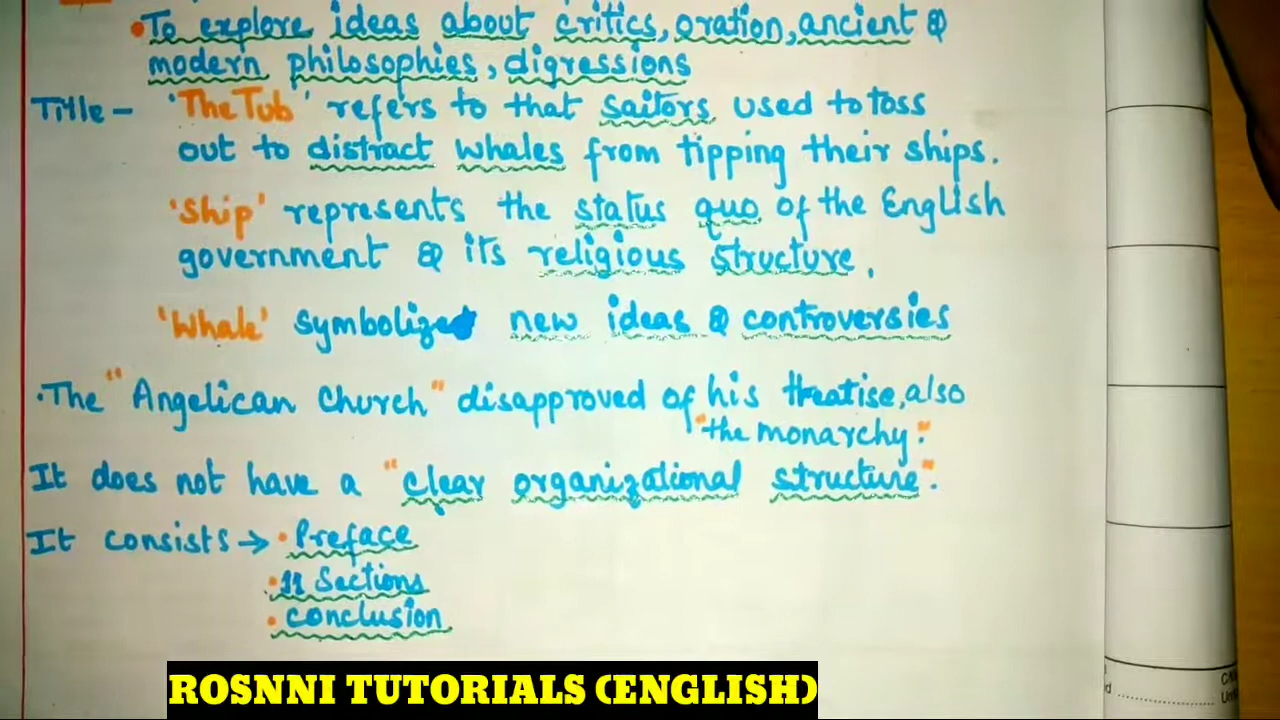 •To explore ideas about critics, oration, ancient &
modern philosophies, digressions
Title – 'The Tub' refers to that sailors used to toss
out to distract whales from tipping their ships.
'Ship' represents the status quo of the English
government & its religious structure.
'Whale' symbolize new ideas & controversies
• The "Angelican Church" disapproved of his treatise, also
"the monarchy."
It does not have a "clear organizational structure".
It consists → • Preface
• 11 Sections
• conclusion
ROSNNI TUTORIALS (ENGLISH)